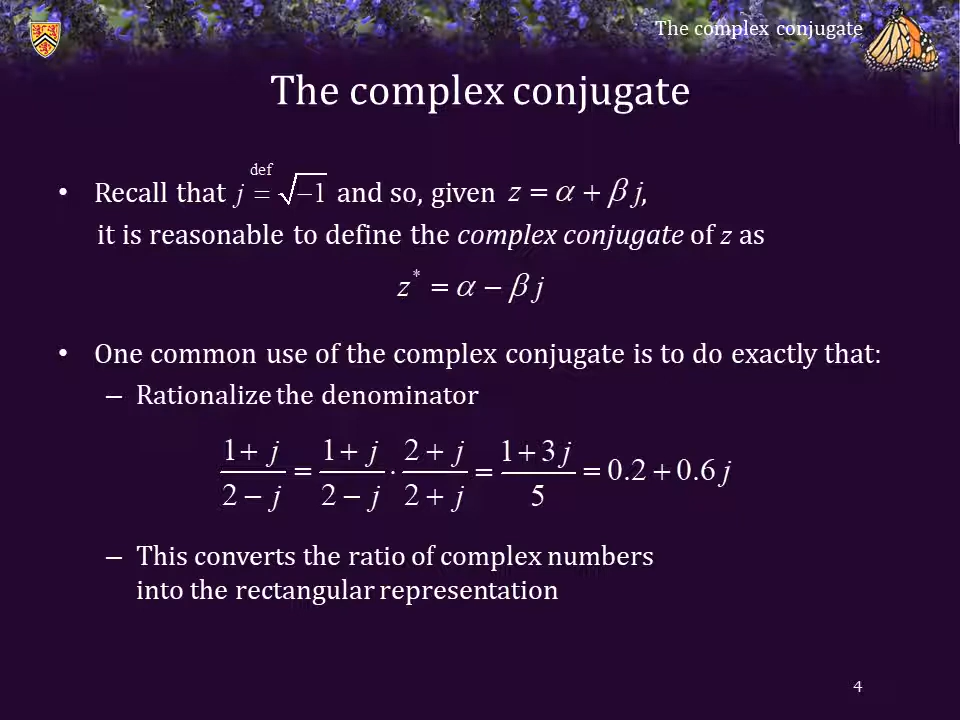 The complex conjugate
The complex conjugate
• Recall that j \overset{def}{=} √−1 and so, given z = α + β j,
it is reasonable to define the complex conjugate of z as
z* = α − β j
• One common use of the complex conjugate is to do exactly that:
– Rationalize the denominator
(1 + j)/(2 − j) = (1 + j)/(2 − j) · (2 + j)/(2 + j) = (1 + 3 j)/5 = 0.2 + 0.6 j
– This converts the ratio of complex numbers
into the rectangular representation
4